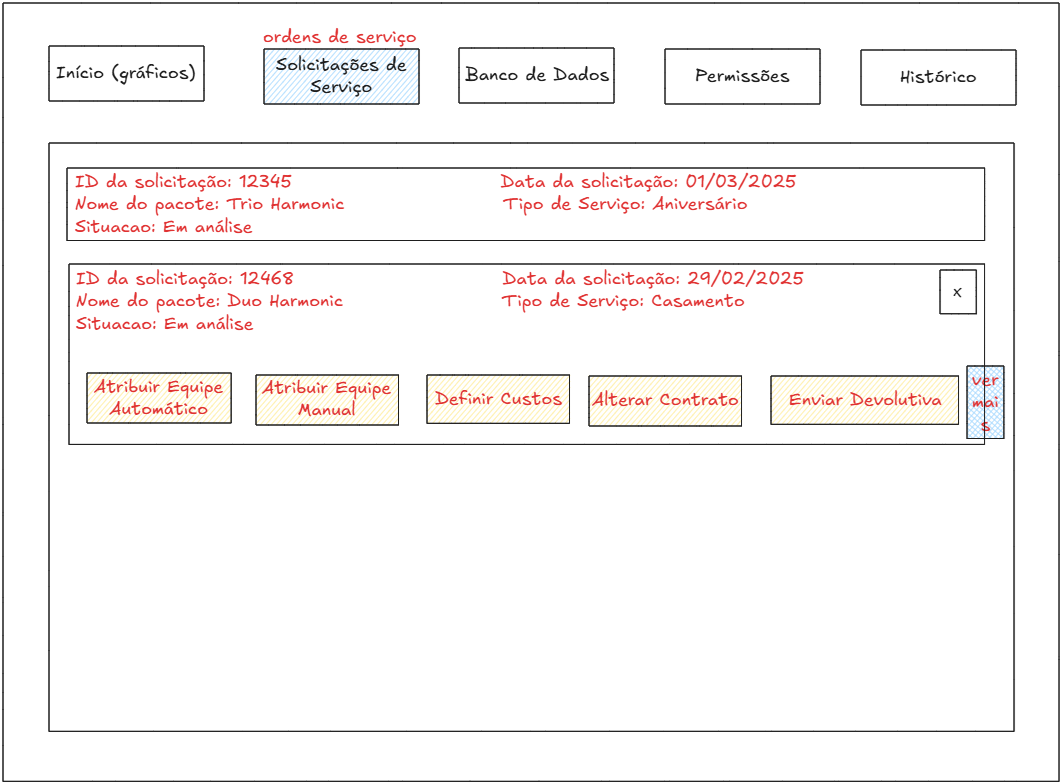 ordens de serviço
Início (gráficos)
Solicitações de
Serviço
Banco de Dados
Permissões
Histórico
ID da solicitação: 12345
Data da solicitação: 01/03/2025
Nome do pacote: Trio Harmonic
Tipo de Serviço: Aniversário
Situacao: Em análise
ID da solicitação: 12468
Data da solicitação: 29/02/2025
x
Nome do pacote: Duo Harmonic
Tipo de Serviço: Casamento
Situacao: Em análise
Atribuir Equipe
Automático
Atribuir Equipe
Manual
Definir Custos
Alterar Contrato
Enviar Devolutiva
ver
mai
s